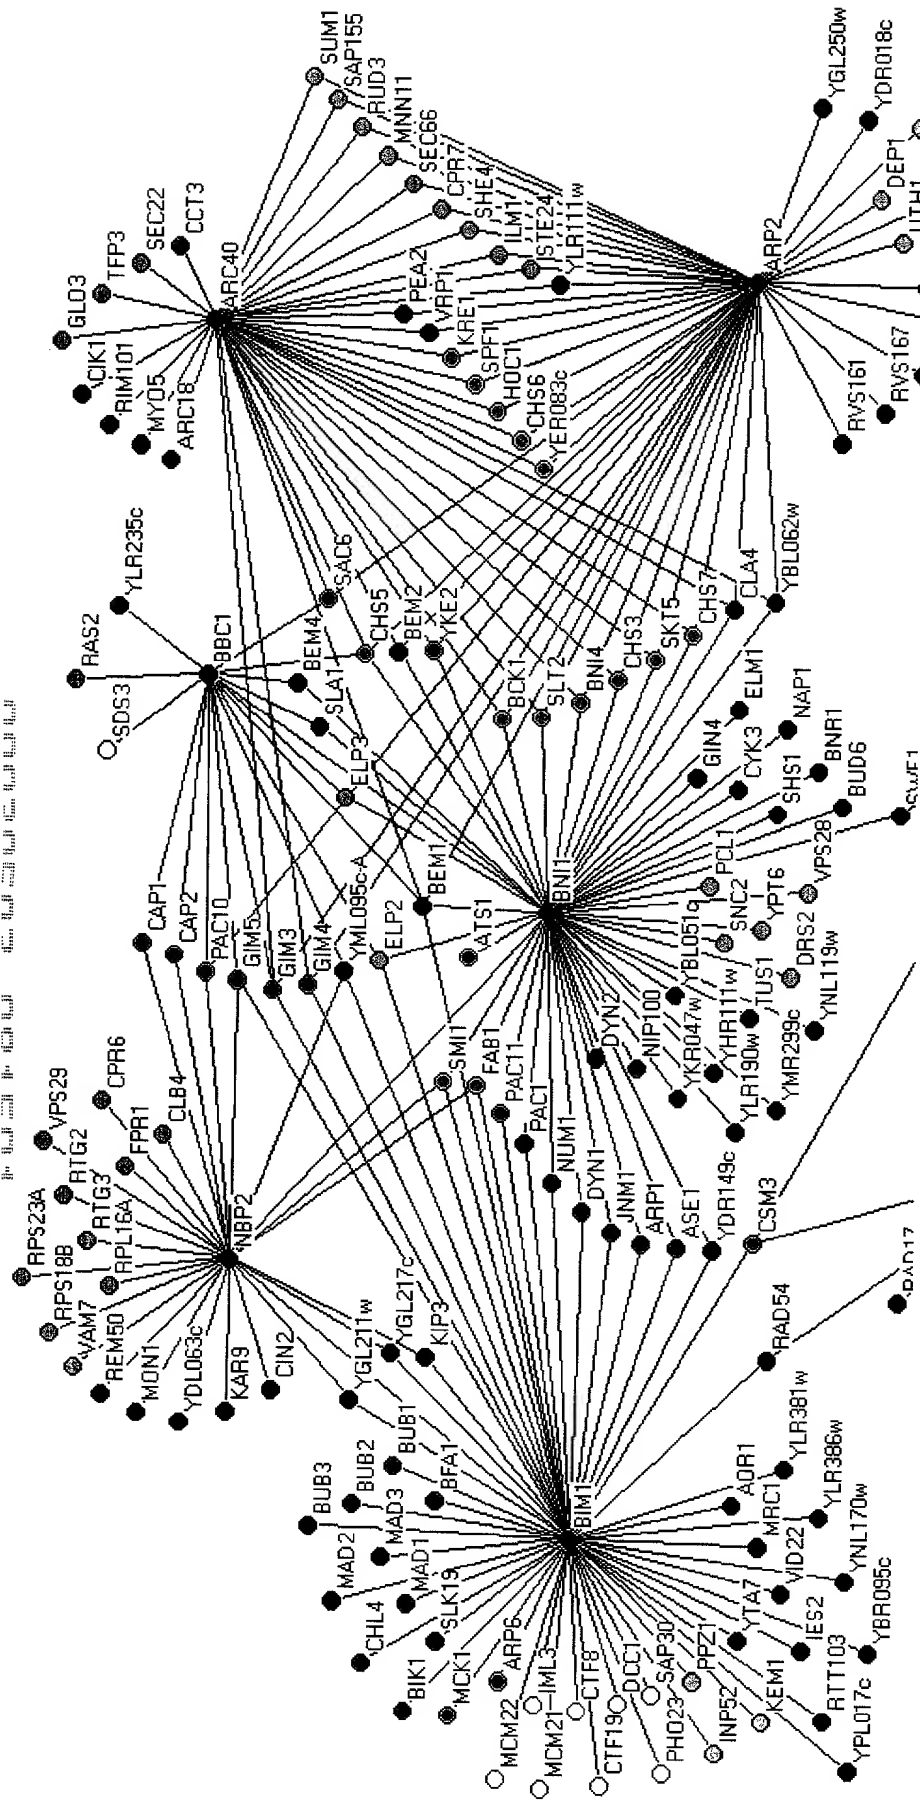 SUM1
SAP155
RUD3
MNN11
SEC66
CPR7
SHE4
ILM1
STE24
YLR111w
YGL250w
YDR018c
DEP1
UTH1
ARP2
RVS167
RVS161
CCT3
SEC22
TFP3
GLO3
CIK1
RIM101
MYO5
ARC18
ARC40
PEA2
VRP1
KRE1
SPF1
HOC1
CHS6
YER083c
YLR235c
RAS2
SDS3
BBC1
SAC6
CHS5
BEM2
YKE2
BEM4
SLA1
ELP3
BCK1
SLT2
BNI4
CHS3
SKT5
CHS7
CLA4
YBL062w
ELM1
NAP1
GIN4
CYK3
SHS1
BNR1
BUD6
SWE1
PCL1
VPS28
SNC2
YPT6
DRS2
CAP1
CAP2
PAC10
GIM5
GIM3
GIM4
YML095c-A
ELP2
BEM1
ATS1
BNI1
YBL051c
TUS1
YNL119w
YHR111w
YMR299c
YKR047w
YLR190w
NIP100
DYN2
SMI1
FAB1
PAC11
PAC1
NUM1
DYN1
JNM1
ARP1
ASE1
YDR149c
CSM3
RAD54
VPS29
CPR6
RTG2
FPR1
CLB4
RTG3
RPL16A
RPS23A
RPS18B
VAM7
REM50
MON1
YDL063c
KAR9
CIN2
NBP2
YGL217c
KIP3
YGL211w
BUB1
BUB2
BUB3
BFA1
MAD3
MAD2
MAD1
CHL4
SLK19
BIK1
MCK1
ARP6
BIM1
MCM22
IML3
MCM21
CTF8
CTF19
DCC1
SAP30
PHO23
PPZ1
INP52
KEM1
YTA7
IES2
RTT103
YPL017c
YBR095c
VID22
YNL170w
MRC1
YLR386w
AOR1
YLR381w